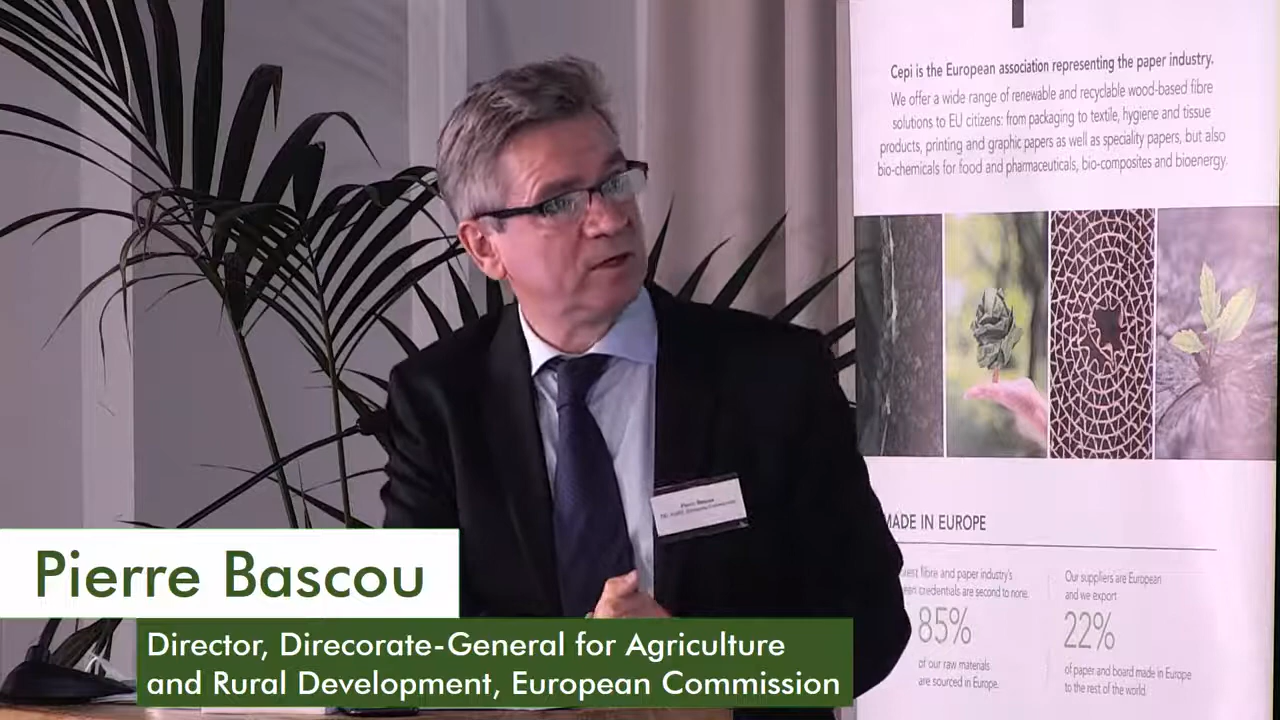 Cepi is the European association representing the paper industry.
We offer a wide range of renewable and recyclable wood-based fibre
solutions to EU citizens: from packaging to textile, hygiene and tissue
products, printing and graphic papers as well as speciality papers, but also
bio-chemicals for food and pharmaceuticals, bio-composites and bioenergy.
Pierre Bascou
MADE IN EUROPE
fibre and paper industry's
credentials are second to none.
85%
of our raw materials
are sourced in Europe.
Our suppliers are European
and we export
22%
of paper and board made in Europe
to the rest of the world.
Pierre Bascou
Director, Direcorate-General for Agriculture
and Rural Development, European Commission